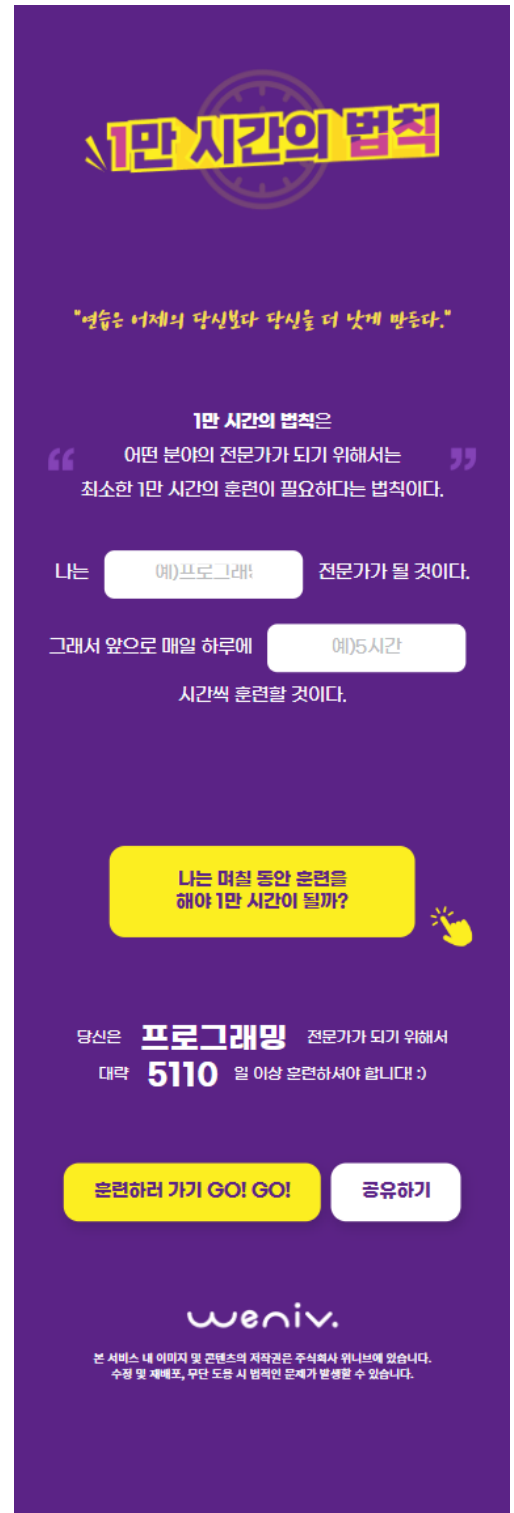 1만 시간의 법칙
"연습은 어제의 당신보다 당신을 더 낫게 만든다."
1만 시간의 법칙은
“ 어떤 분야의 전문가가 되기 위해서는 ”
최소한 1만 시간의 훈련이 필요하다는 법칙이다.
나는 예)프로그래 전문가가 될 것이다.
그래서 앞으로 매일 하루에 예)5시간
시간씩 훈련할 것이다.
나는 며칠 동안 훈련을
해야 1만 시간이 될까?
당신은 프로그래밍 전문가가 되기 위해서
대략 5110 일 이상 훈련하셔야 합니다! :)
훈련하러 가기 GO! GO! 공유하기
weniv.
본 서비스 내 이미지 및 콘텐츠의 저작권은 주식회사 위니브에 있습니다.
수정 및 재배포, 무단 도용 시 법적인 문제가 발생할 수 있습니다.